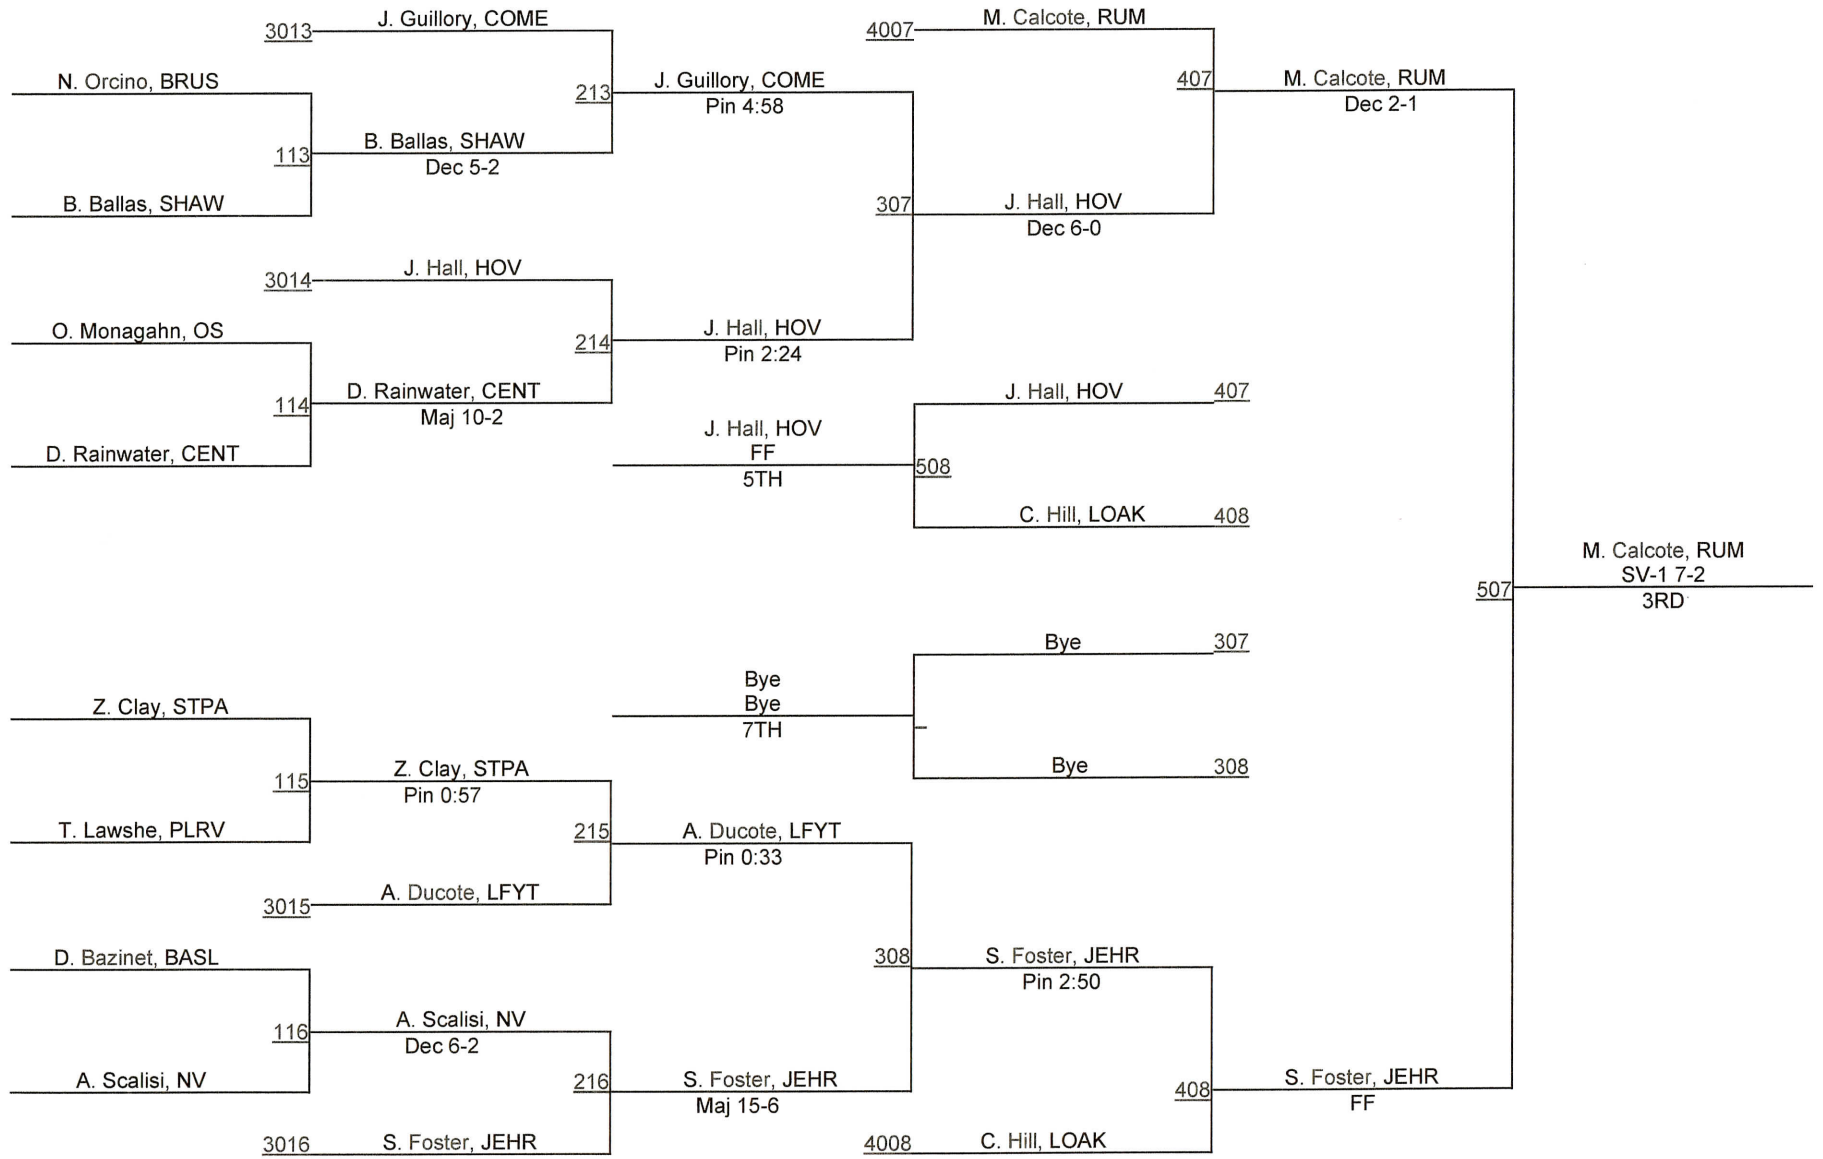 J. Guillory, COME
3013
N. Orcino, BRUS
213
J. Guillory, COME
Pin 4:58
113
B. Ballas, SHAW
Dec 5-2
B. Ballas, SHAW
M. Calcote, RUM
4007
407
M. Calcote, RUM
Dec 2-1
307
J. Hall, HOV
Dec 6-0
J. Hall, HOV
3014
O. Monagahn, OS
214
J. Hall, HOV
Pin 2:24
114
D. Rainwater, CENT
Maj 10-2
D. Rainwater, CENT
J. Hall, HOV
407
J. Hall, HOV
FF
5TH
508
C. Hill, LOAK
408
M. Calcote, RUM
SV-1 7-2
3RD
507
Bye
307
Bye
Bye
7TH
Bye
308
Z. Clay, STPA
115
Z. Clay, STPA
Pin 0:57
T. Lawshe, PLRV
215
A. Ducote, LFYT
Pin 0:33
3015
A. Ducote, LFYT
D. Bazinet, BASL
308
S. Foster, JEHR
Pin 2:50
116
A. Scalisi, NV
Dec 6-2
A. Scalisi, NV
216
S. Foster, JEHR
Maj 15-6
408
S. Foster, JEHR
FF
3016
S. Foster, JEHR
4008
C. Hill, LOAK